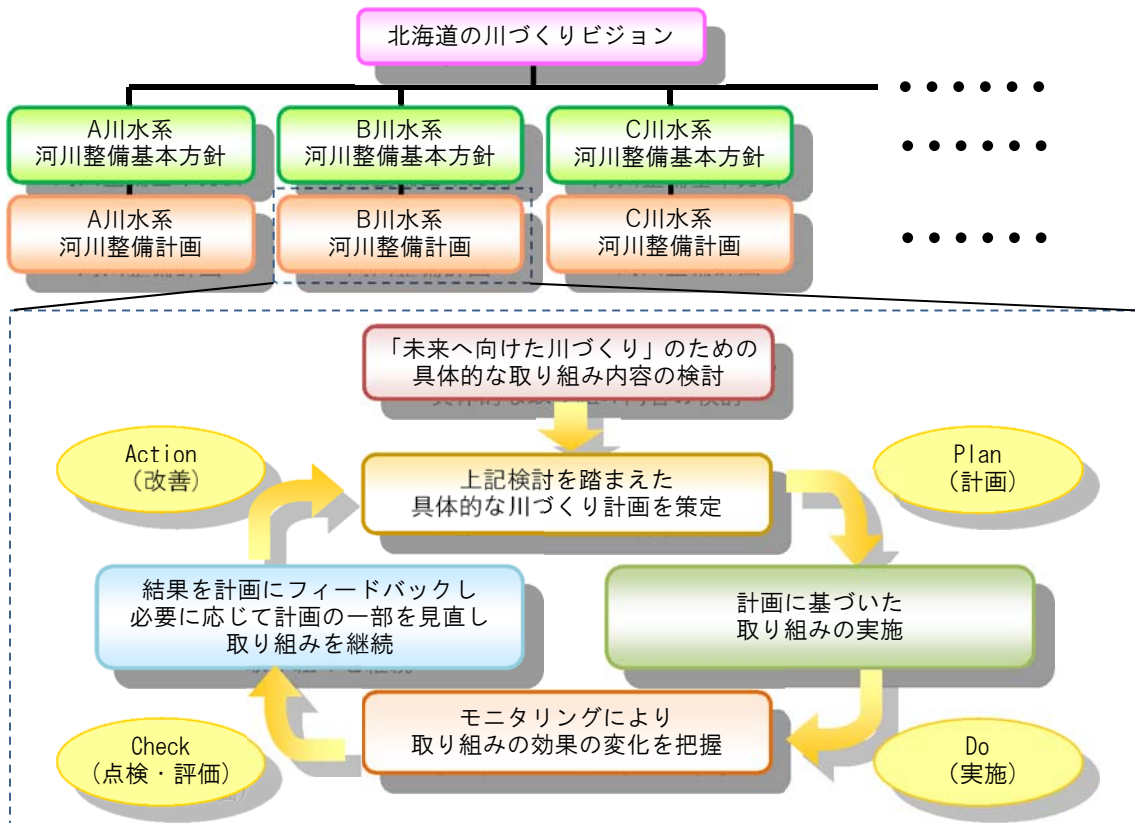 北海道の川づくりビジョン
A川水系
河川整備基本方針
B川水系
河川整備基本方針
C川水系
河川整備基本方針
A川水系
河川整備計画
B川水系
河川整備計画
C川水系
河川整備計画
「未来へ向けた川づくり」のための
具体的な取り組み内容の検討
Action
(改善)
Plan
(計画)
上記検討を踏まえた
具体的な川づくり計画を策定
結果を計画にフィードバックし
必要に応じて計画の一部を見直し
取り組みを継続
計画に基づいた
取り組みの実施
モニタリングにより
取り組みの効果の変化を把握
Check
(点検・評価)
Do
(実施)